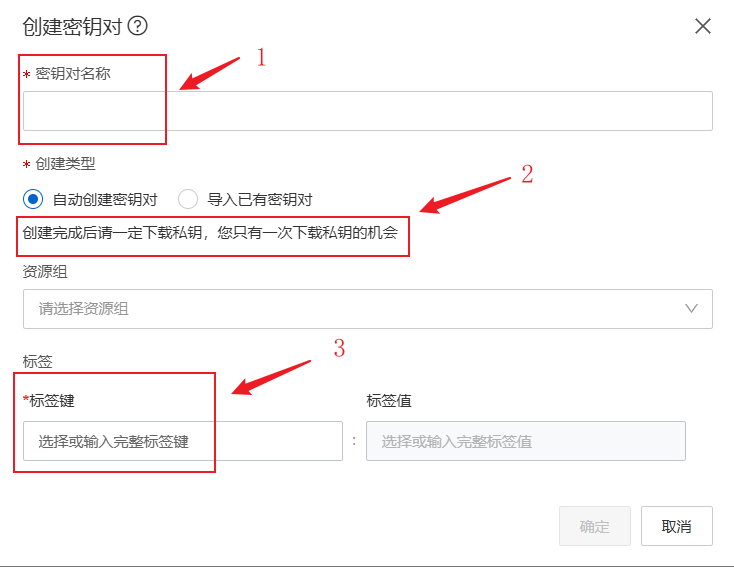 创建密钥对?
1
* 密钥对名称
* 创建类型
2
自动创建密钥对 导入已有密钥对
创建完成后请一定下载私钥，您只有一次下载私钥的机会
资源组
请选择资源组
标签
3
*标签键 标签值
选择或输入完整标签键 : 选择或输入完整标签值
确定 取消